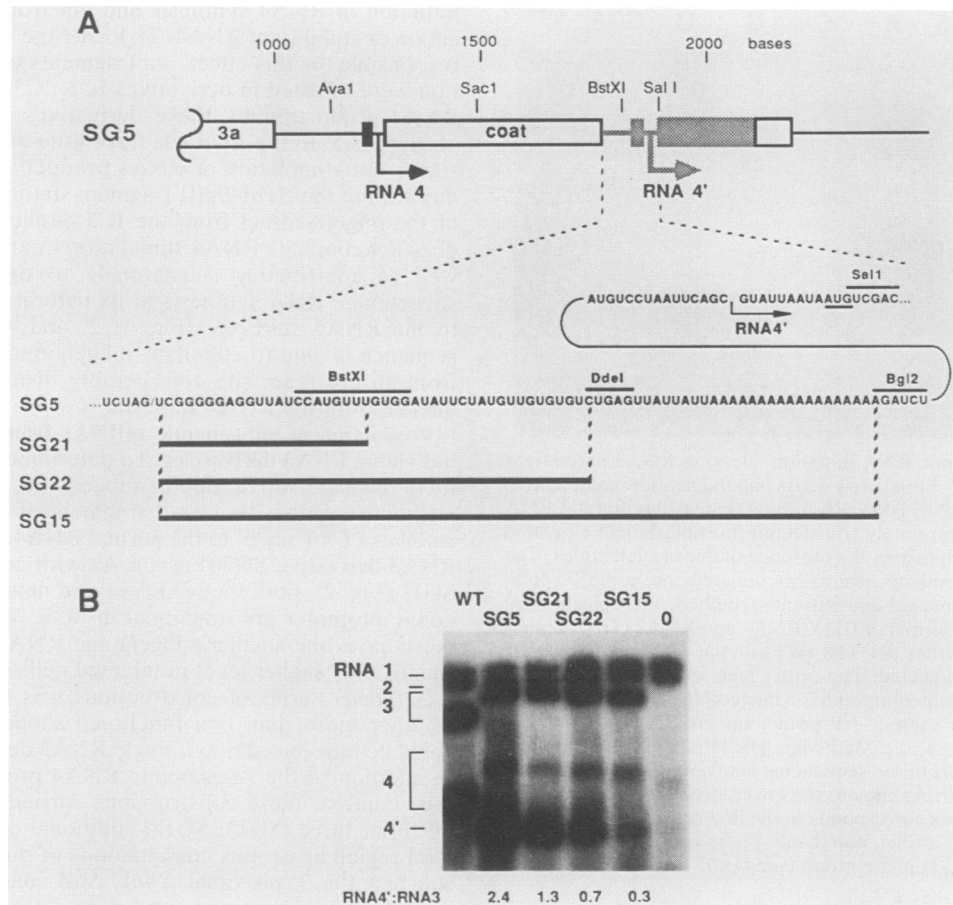 A
1000 1500 2000 bases
Ava1 Sac1 BstXI Sal I
SG5 3a coat
RNA 4 RNA 4'
Sal1
AUGUCCUAAUUCAGC GUAUUAAUAAUGUCGAC...
RNA4'
BstXI DdeI Bgl2
SG5 ...UCUAG/UCGGGGGAGGUUAUCCAUGUUUGUGGAUAUUCUAUGUUGUGUGUCUGAGUUAUUAUUAAAAAAAAAAAAAAAAAAAGAUCU
SG21
SG22
SG15
B
WT SG21 SG15
SG5 SG22 0
RNA 1
2
3
4
4'
RNA4':RNA3 2.4 1.3 0.7 0.3